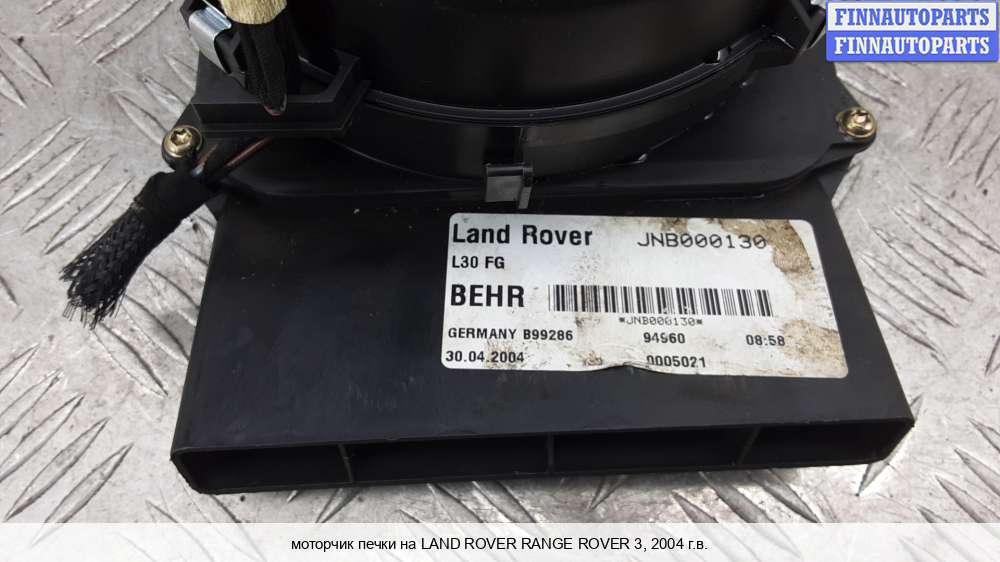 FINNAUTOPARTS
FINNAUTOPARTS
Land Rover JNB000130
L30 FG
BEHR
*JNB000130*
GERMANY B99286 94960 08:58
30.04.2004 0005021
моторчик печки на LAND ROVER RANGE ROVER 3, 2004 г.в.